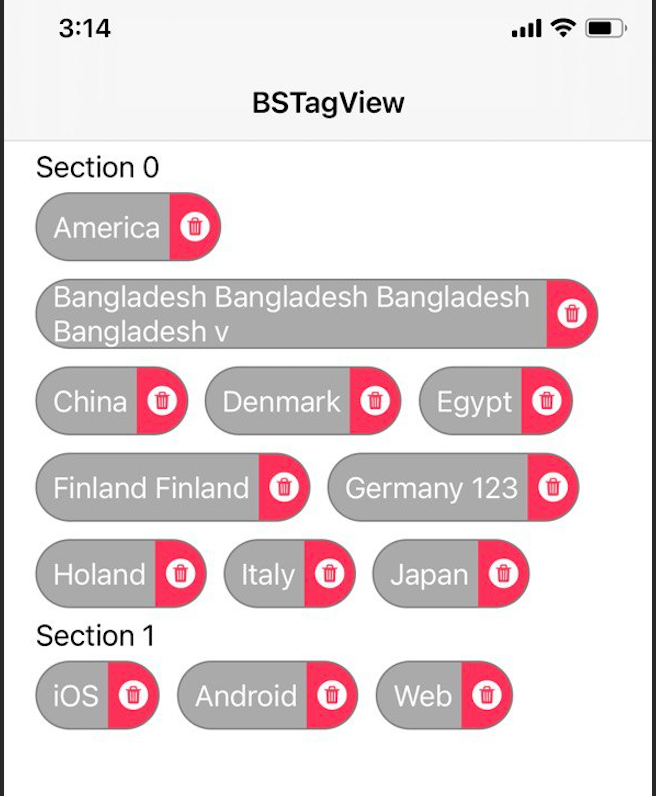 3:14
BSTagView
Section 0
America
Bangladesh Bangladesh Bangladesh
Bangladesh v
China Denmark Egypt
Finland Finland Germany 123
Holand Italy Japan
Section 1
iOS Android Web